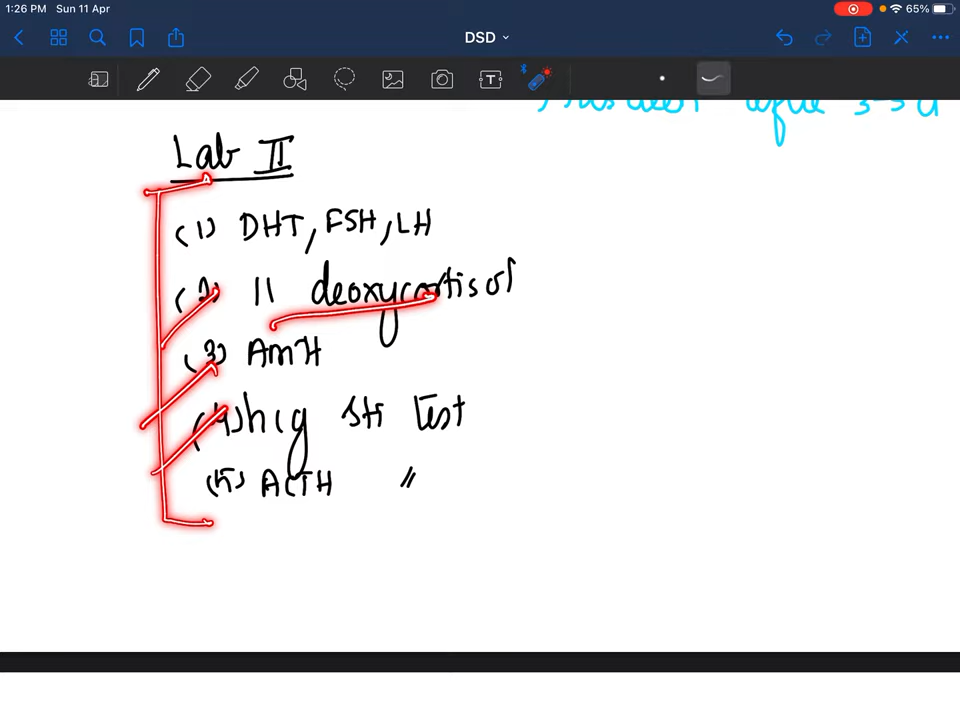 1:26 PM Sun 11 Apr 65%
DSD
T
Lab II
(1) DHT, FSH, LH
(2) 11 deoxycortisol
(3) AmH
(4) hcg Sti Test
(5) ACTH "